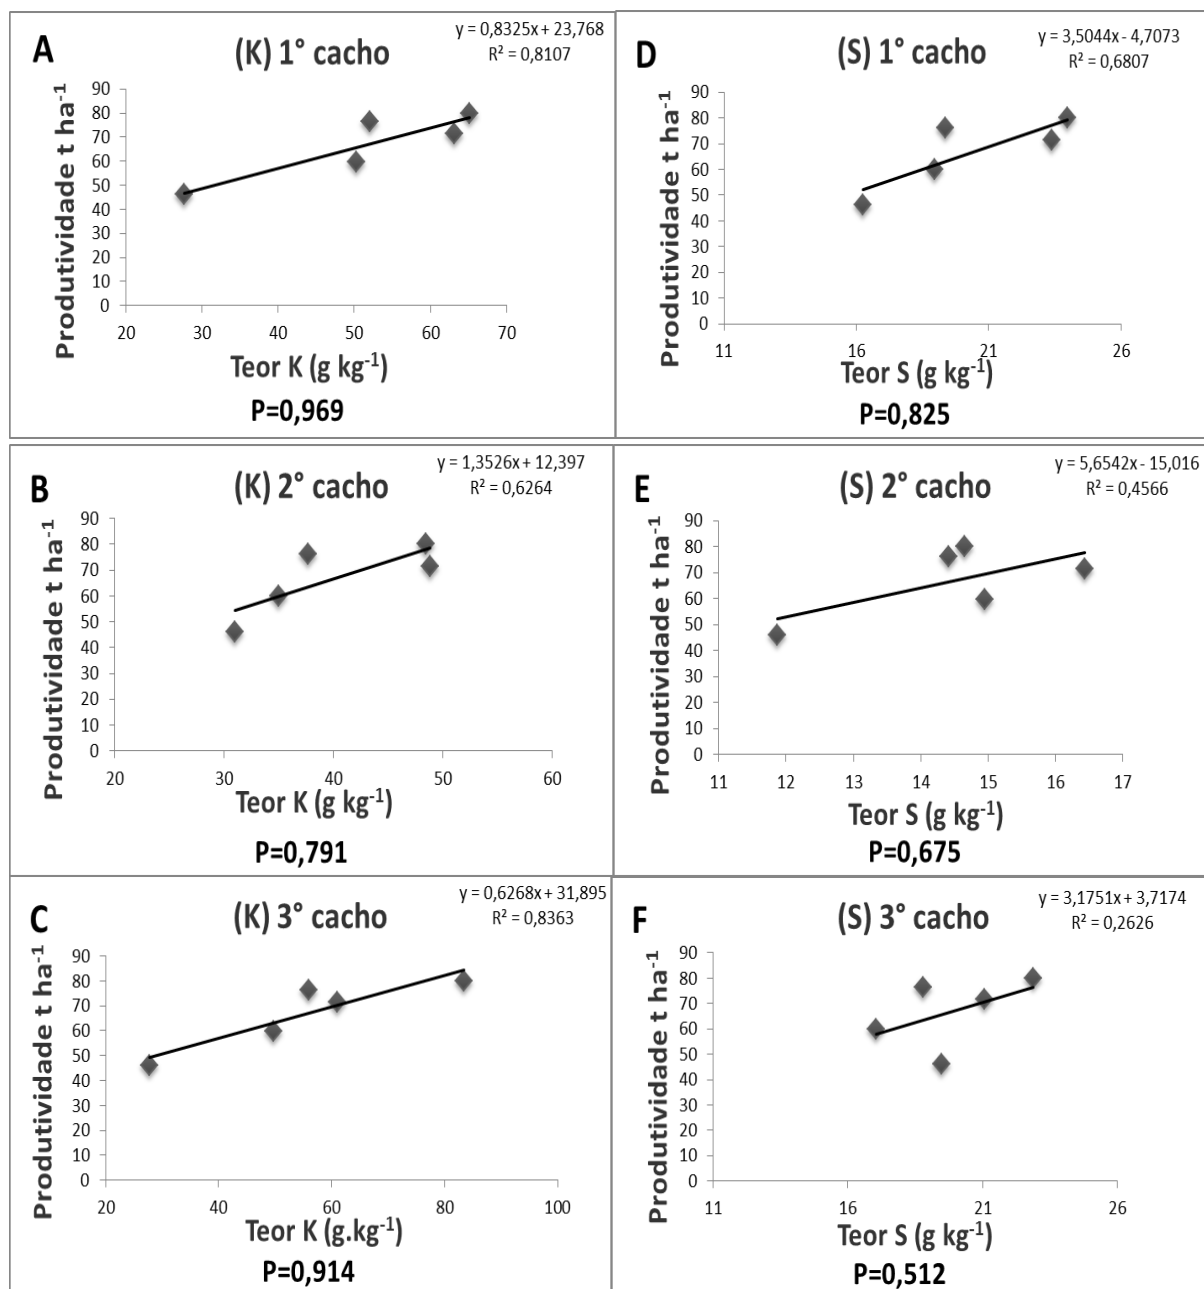 A
(K) 1° cacho
y = 0,8325x + 23,768
R² = 0,8107
Produtividade t ha⁻¹
90
80
70
60
50
40
30
20
10
0
20 30 40 50 60 70
Teor K (g kg⁻¹)
P=0,969
D
(S) 1° cacho
y = 3,5044x - 4,7073
R² = 0,6807
Produtividade t ha⁻¹
90
80
70
60
50
40
30
20
10
0
11 16 21 26
Teor S (g kg⁻¹)
P=0,825
B
(K) 2° cacho
y = 1,3526x + 12,397
R² = 0,6264
Produtividade t ha⁻¹
90
80
70
60
50
40
30
20
10
0
20 30 40 50 60
Teor K (g kg⁻¹)
P=0,791
E
(S) 2° cacho
y = 5,6542x - 15,016
R² = 0,4566
Produtividade t ha⁻¹
90
80
70
60
50
40
30
20
10
0
11 12 13 14 15 16 17
Teor S (g kg⁻¹)
P=0,675
C
(K) 3° cacho
y = 0,6268x + 31,895
R² = 0,8363
Produtividade t ha⁻¹
90
80
70
60
50
40
30
20
10
0
20 40 60 80 100
Teor K (g.kg⁻¹)
P=0,914
F
(S) 3° cacho
y = 3,1751x + 3,7174
R² = 0,2626
Produtividade t ha⁻¹
90
80
70
60
50
40
30
20
10
0
11 16 21 26
Teor S (g kg⁻¹)
P=0,512